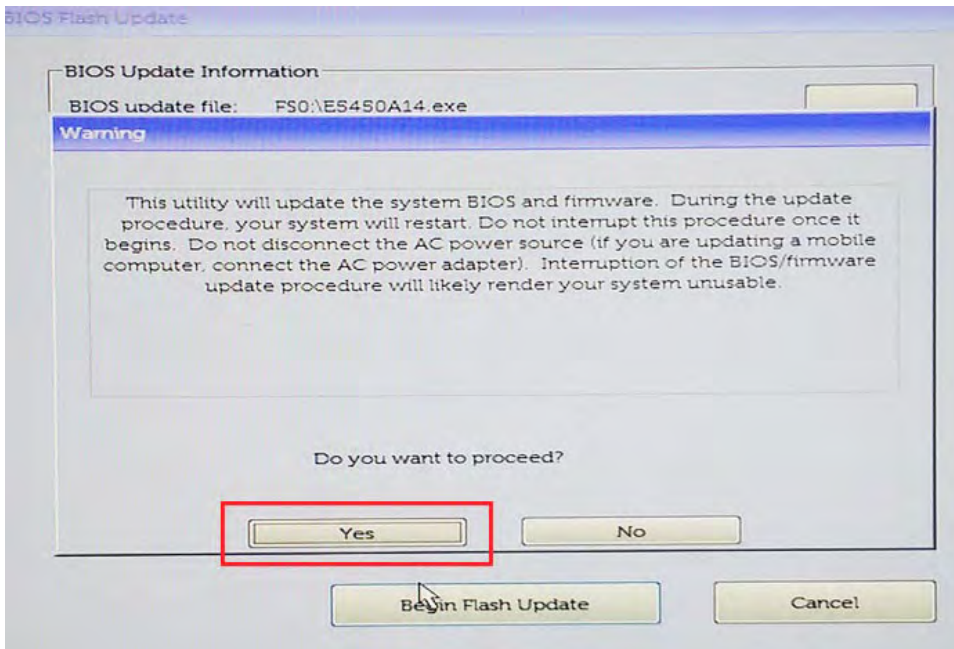 BIOS Flash Update
BIOS Update Information
BIOS update file: FS0:\E5450A14.exe
Warning
This utility will update the system BIOS and firmware. During the update
procedure, your system will restart. Do not interrupt this procedure once it
begins. Do not disconnect the AC power source (if you are updating a mobile
computer, connect the AC power adapter). Interruption of the BIOS/firmware
update procedure will likely render your system unusable.
Do you want to proceed?
Yes No
Begin Flash Update Cancel